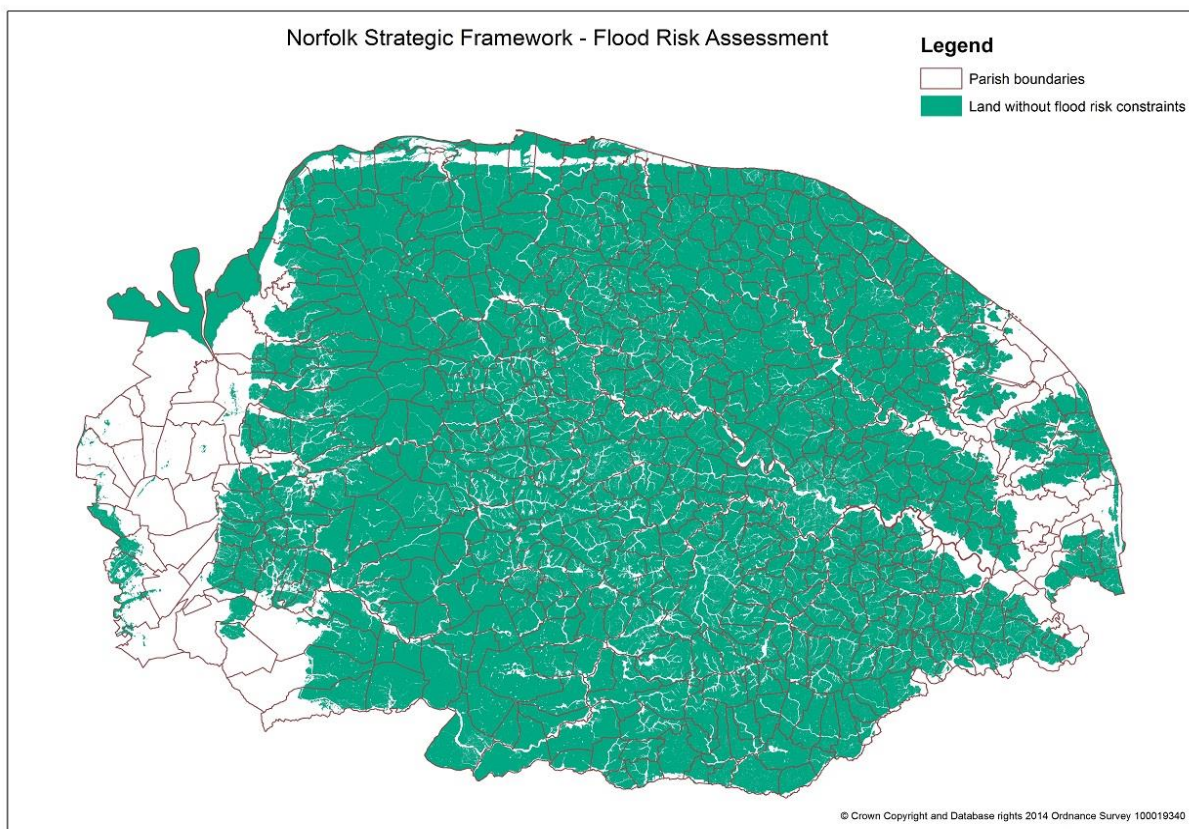 Norfolk Strategic Framework - Flood Risk Assessment
Legend
Parish boundaries
Land without flood risk constraints
© Crown Copyright and Database rights 2014 Ordnance Survey 100019340